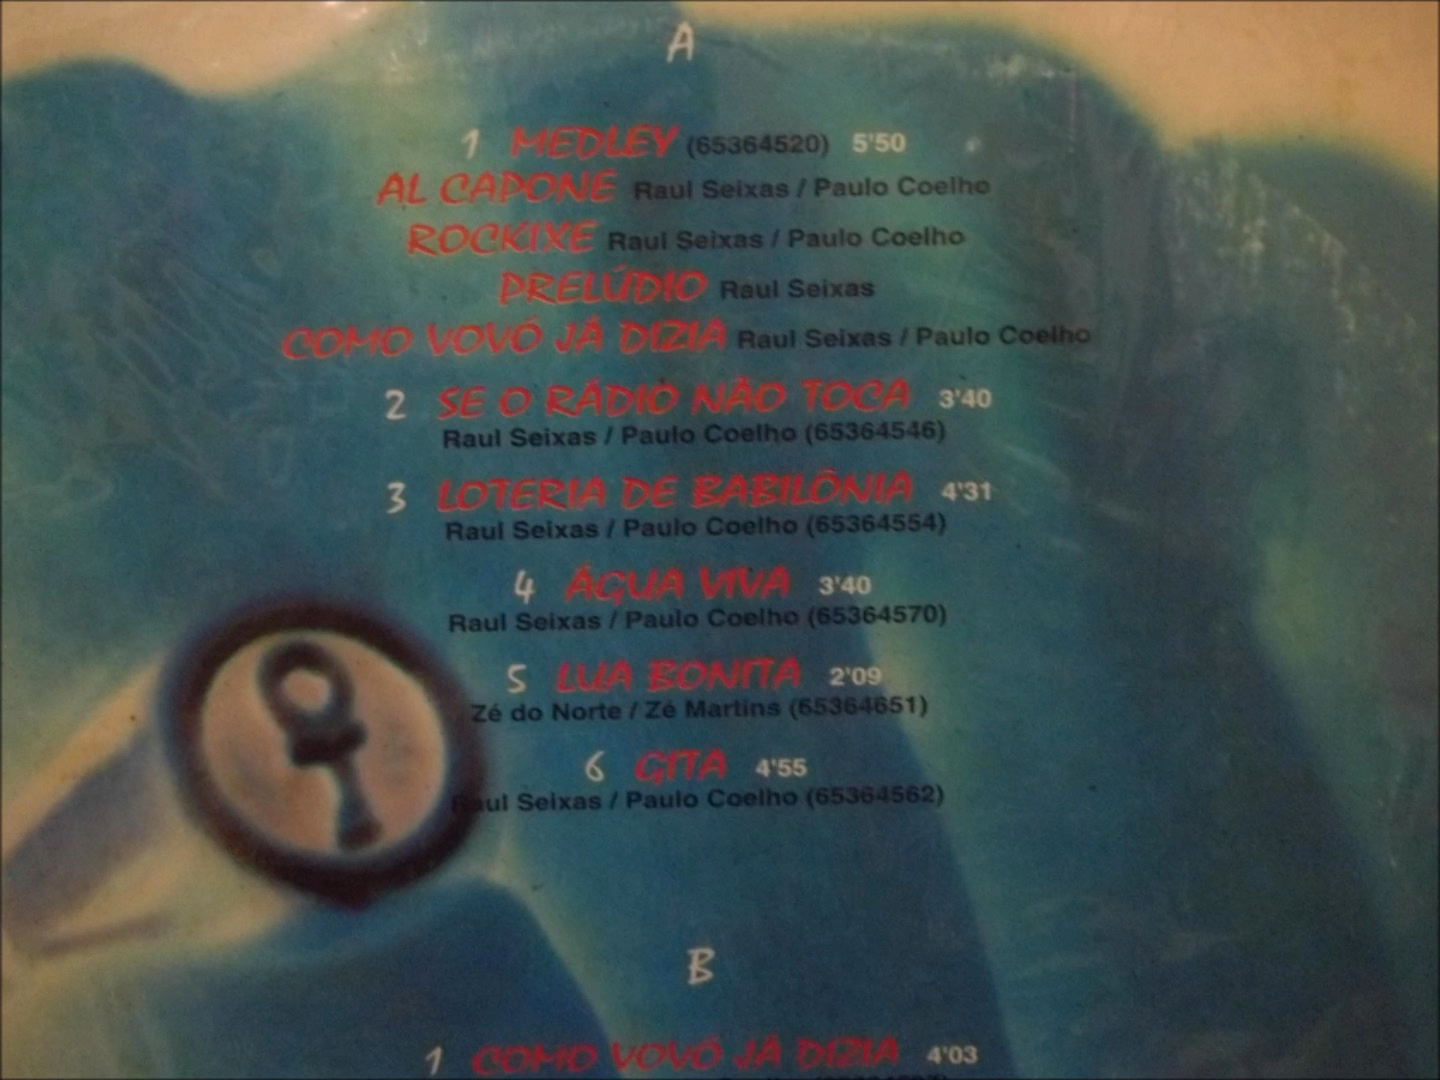 A
1 MEDLEY (65364520) 5'50
AL CAPONE Raul Seixas / Paulo Coelho
ROCKIXE Raul Seixas / Paulo Coelho
PRELÚDIO Raul Seixas
COMO VOVÓ JÁ DIZIA Raul Seixas / Paulo Coelho
2 SE O RÁDIO NÃO TOCA 3'40
Raul Seixas / Paulo Coelho (65364546)
3 LOTERIA DE BABILÔNIA 4'31
Raul Seixas / Paulo Coelho (65364554)
4 ÁGUA VIVA 3'40
Raul Seixas / Paulo Coelho (65364570)
5 LUA BONITA 2'09
Zé do Norte / Zé Martins (65364651)
6 GITA 4'55
Raul Seixas / Paulo Coelho (65364562)
B
1 COMO VOVÓ JÁ DIZIA 4'03